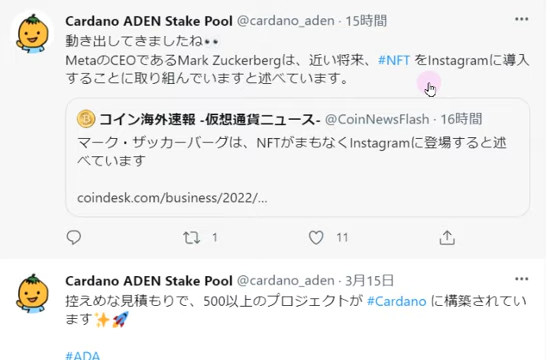 Cardano ADEN Stake Pool @cardano_aden · 15時間
動き出してきましたね👀
MetaのCEOであるMark Zuckerbergは、近い将来、#NFT をInstagramに導入
することに取り組んでいますと述べています。
コイン海外速報 -仮想通貨ニュース- @CoinNewsFlash · 16時間
マーク・ザッカーバーグは、NFTがまもなくInstagramに登場すると述
べています
coindesk.com/business/2022/...
1 11
Cardano ADEN Stake Pool @cardano_aden · 3月15日
控えめな見積もりで、500以上のプロジェクトが #Cardano に構築されてい
ます✨🚀
#ADA